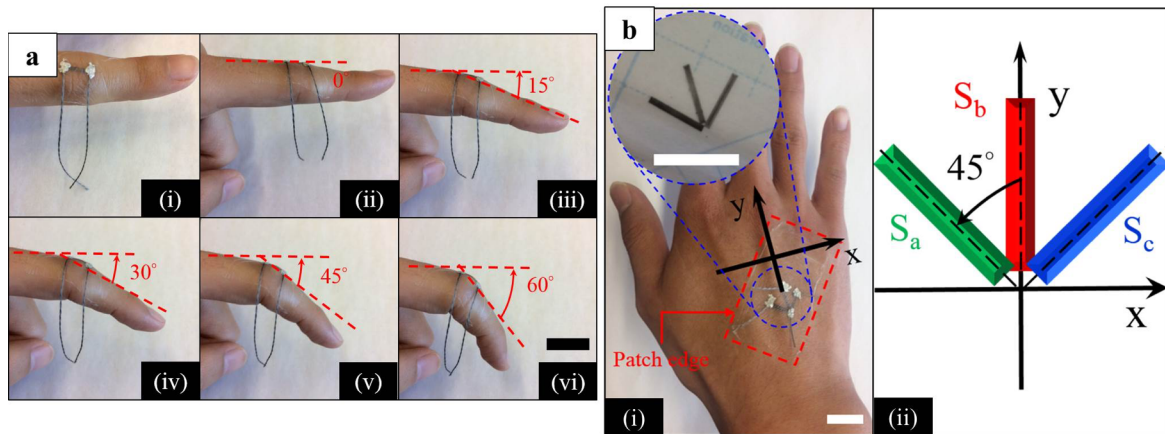 a
(i)
0°
(ii)
15°
(iii)
30°
(iv)
45°
(v)
60°
(vi)
b
y
x
Patch edge
(i)
S_b
y
45°
S_a
S_c
x
(ii)